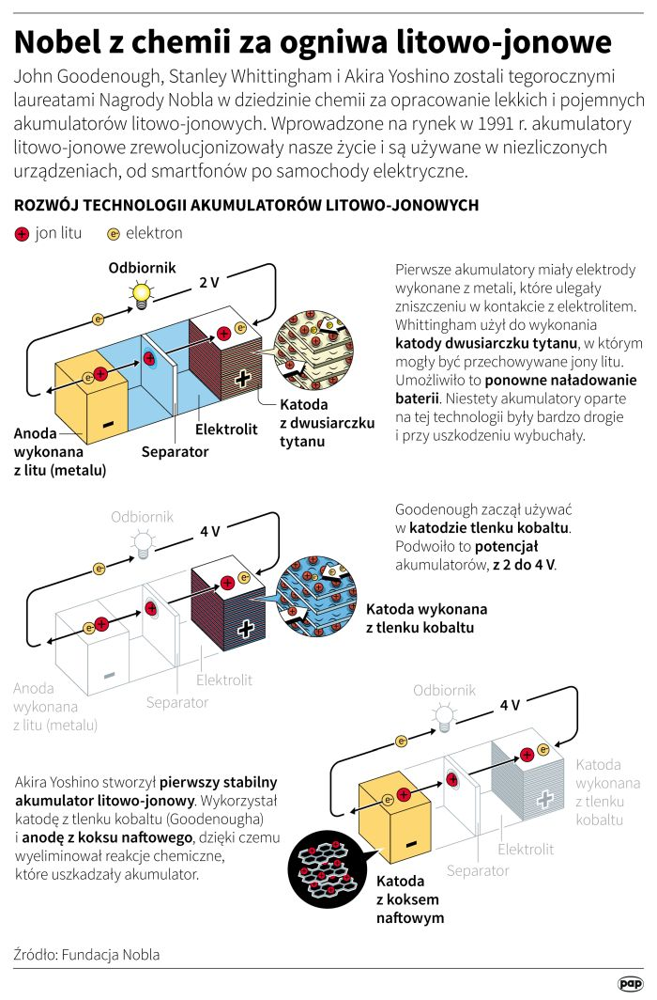 Nobel z chemii za ogniwa litowo-jonowe
John Goodenough, Stanley Whittingham i Akira Yoshino zostali tegorocznymi
laureatami Nagrody Nobla w dziedzinie chemii za opracowanie lekkich i pojemnych
akumulatorów litowo-jonowych. Wprowadzone na rynek w 1991 r. akumulatory
litowo-jonowe zrewolucjonizowały nasze życie i są używane w niezliczonych
urządzeniach, od smartfonów po samochody elektryczne.
ROZWÓJ TECHNOLOGII AKUMULATORÓW LITOWO-JONOWYCH
+ jon litu
e- elektron
Odbiornik
2 V
Anoda
wykonana
z litu (metalu)
Separator
Elektrolit
Katoda
z dwusiarczku
tytanu
Pierwsze akumulatory miały elektrody
wykonane z metali, które ulegały
zniszczeniu w kontakcie z elektrolitem.
Whittingham użył do wykonania
katody dwusiarczku tytanu, w którym
mogły być przechowywane jony litu.
Umożliwiło to ponowne naładowanie
baterii. Niestety akumulatory oparte
na tej technologii były bardzo drogie
i przy uszkodzeniu wybuchały.
Odbiornik
4 V
Anoda
wykonana
z litu (metalu)
Separator
Elektrolit
Katoda wykonana
z tlenku kobaltu
Goodenough zaczął używać
w katodzie tlenku kobaltu.
Podwoiło to potencjał
akumulatorów, z 2 do 4 V.
Odbiornik
4 V
Katoda
wykonana
z tlenku
kobaltu
Elektrolit
Separator
Katoda
z koksem
naftowym
Akira Yoshino stworzył pierwszy stabilny
akumulator litowo-jonowy. Wykorzystał
katodę z tlenku kobaltu (Goodenougha)
i anodę z koksu naftowego, dzięki czemu
wyeliminował reakcje chemiczne,
które uszkadzały akumulator.
Źródło: Fundacja Nobla
pap